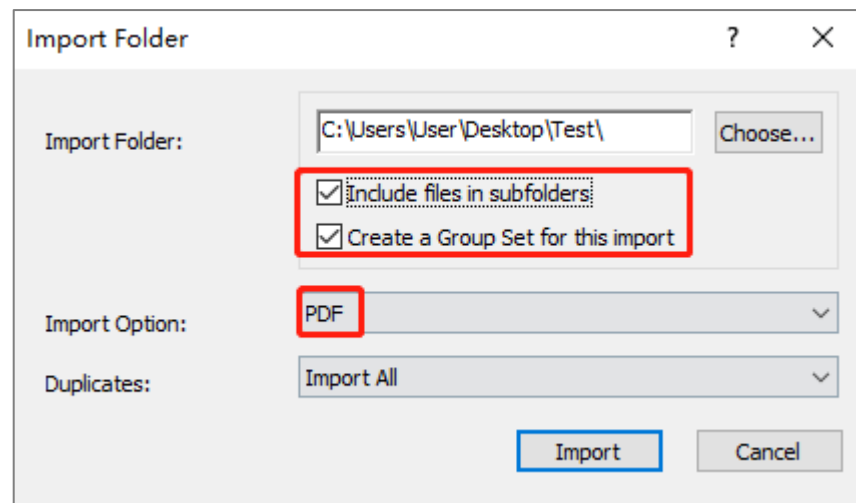 Import Folder ? ×
Import Folder: C:\Users\User\Desktop\Test\ Choose...
Include files in subfolders
Create a Group Set for this import
Import Option: PDF
Duplicates: Import All
Import Cancel